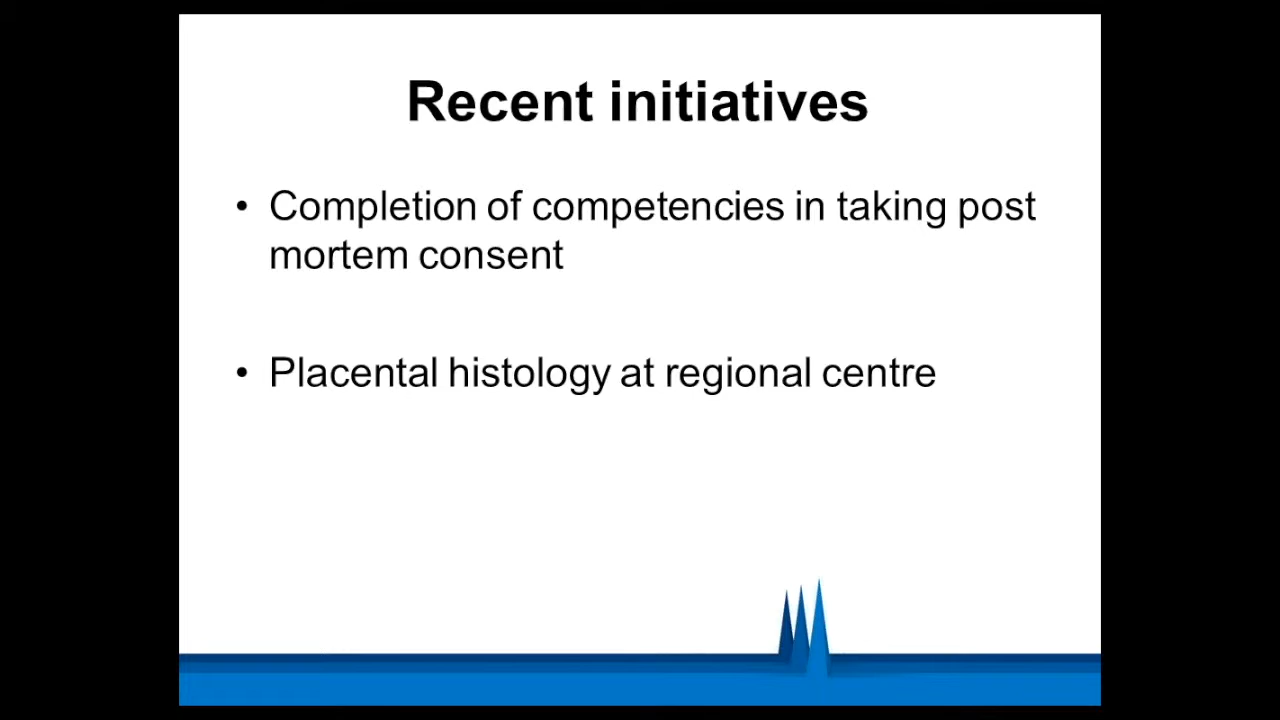 Recent initiatives
• Completion of competencies in taking post
mortem consent
• Placental histology at regional centre